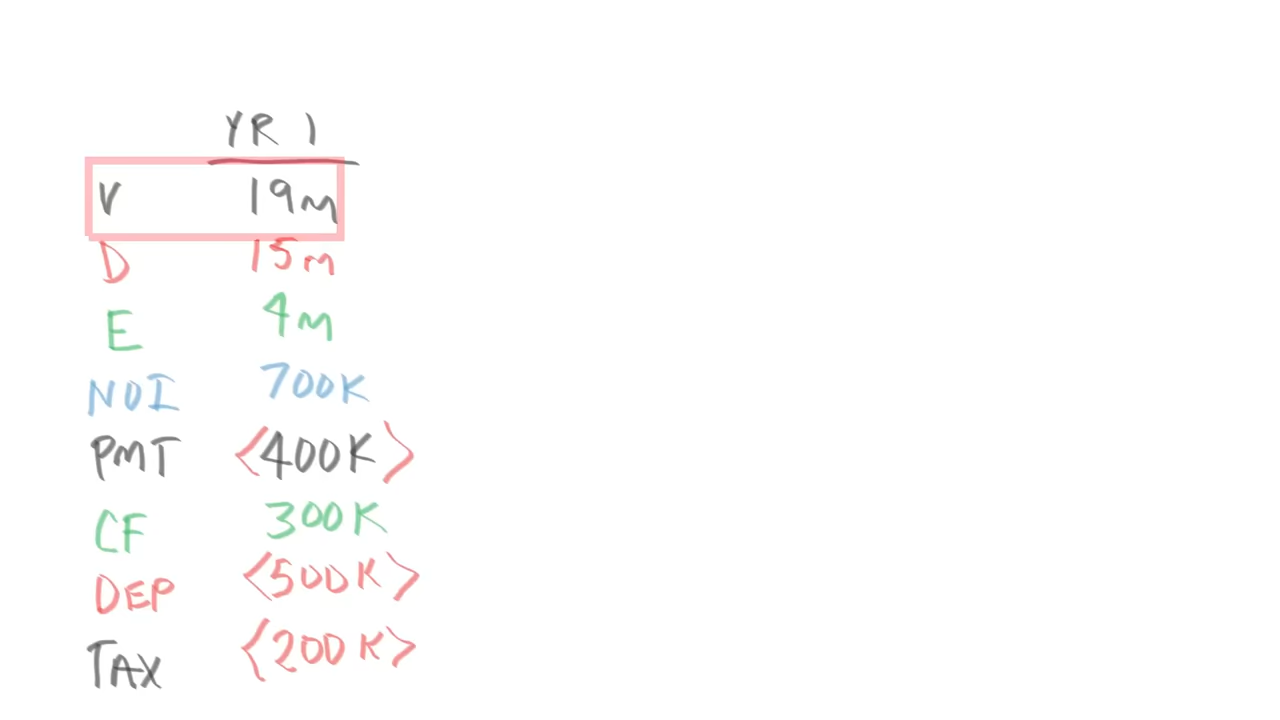 YR 1
V 19M
D 15M
E 4M
NOI 700K
PMT <400K>
CF 300K
DEP <500K>
TAX <200K>